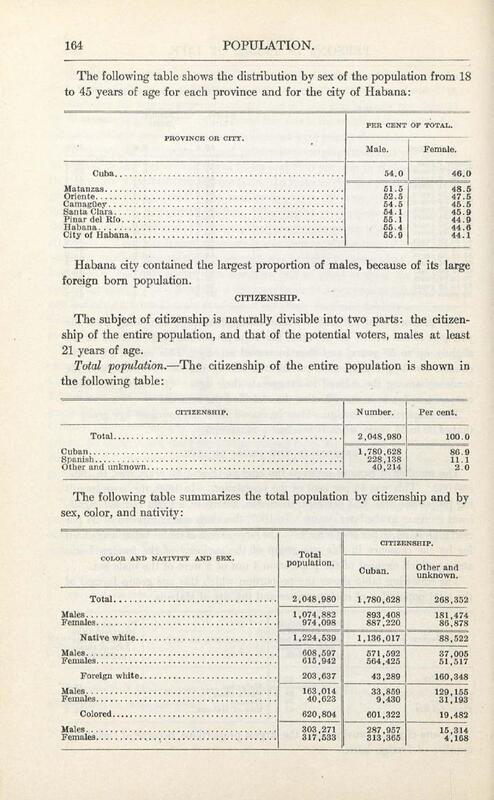 164 POPULATION.
The following table shows the distribution by sex of the population from 18
to 45 years of age for each province and for the city of Habana:
PROVINCE OR CITY. PER CENT OF TOTAL.
Male. Female.
Cuba 54.0 46.0
Matanzas 51.5 48.5
Oriente 52.5 47.5
Camagüey 54.5 45.5
Santa Clara 54.1 45.9
Pinar del Río 55.1 44.9
Habana 55.4 44.6
City of Habana 55.9 44.1
Habana city contained the largest proportion of males, because of its large
foreign born population.
CITIZENSHIP.
The subject of citizenship is naturally divisible into two parts: the citizen-
ship of the entire population, and that of the potential voters, males at least
21 years of age.
Total population.—The citizenship of the entire population is shown in
the following table:
CITIZENSHIP. Number. Per cent.
Total 2,048,980 100.0
Cuban 1,780,628 86.9
Spanish 228,138 11.1
Other and unknown 40,214 2.0
The following table summarizes the total population by citizenship and by
sex, color, and nativity:
COLOR AND NATIVITY AND SEX. Total population. CITIZENSHIP.
Cuban. Other and unknown.
Total 2,048,980 1,780,628 268,352
Males 1,074,882 893,408 181,474
Females 974,098 887,220 86,878
Native white 1,224,539 1,136,017 88,522
Males 608,597 571,592 37,005
Females 615,942 564,425 51,517
Foreign white 203,637 43,289 160,348
Males 163,014 33,859 129,155
Females 40,623 9,430 31,193
Colored 620,804 601,322 19,482
Males 303,271 287,957 15,314
Females 317,533 313,365 4,168